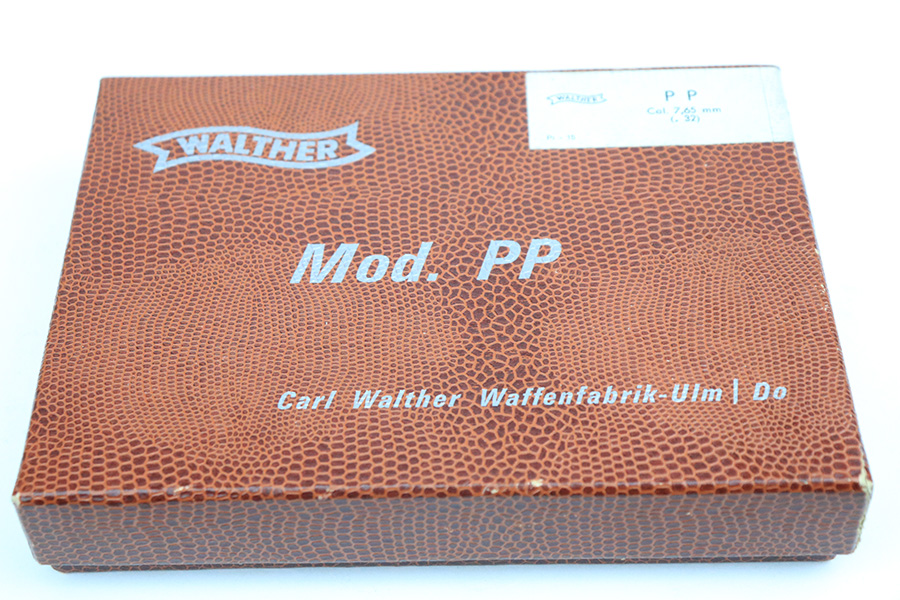 WALTHER
P P
Cal. 7,65 mm
(. 32)
WALTHER
Mod. PP
Carl Walther Waffenfabrik-Ulm | Do